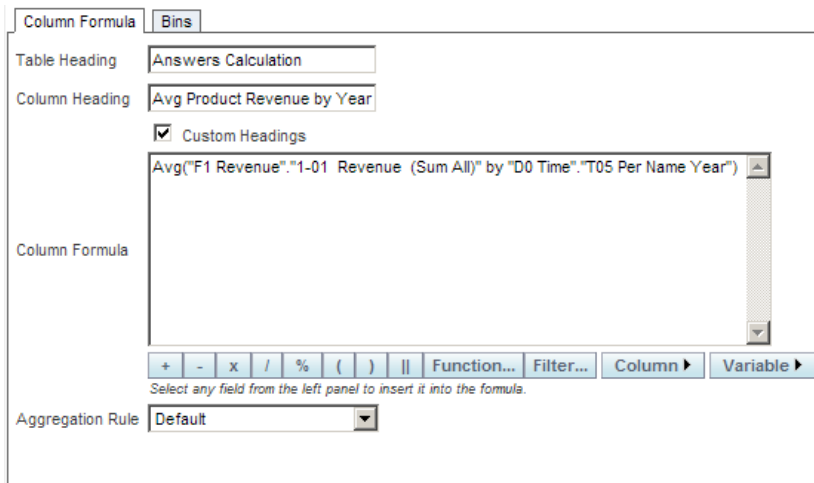 Column Formula Bins
Table Heading Answers Calculation
Column Heading Avg Product Revenue by Year
Custom Headings
Avg("F1 Revenue"."1-01  Revenue  (Sum All)" by "D0 Time"."T05 Per Name Year")
Column Formula
+ - x / % ( ) || Function... Filter... Column Variable
Select any field from the left panel to insert it into the formula.
Aggregation Rule Default